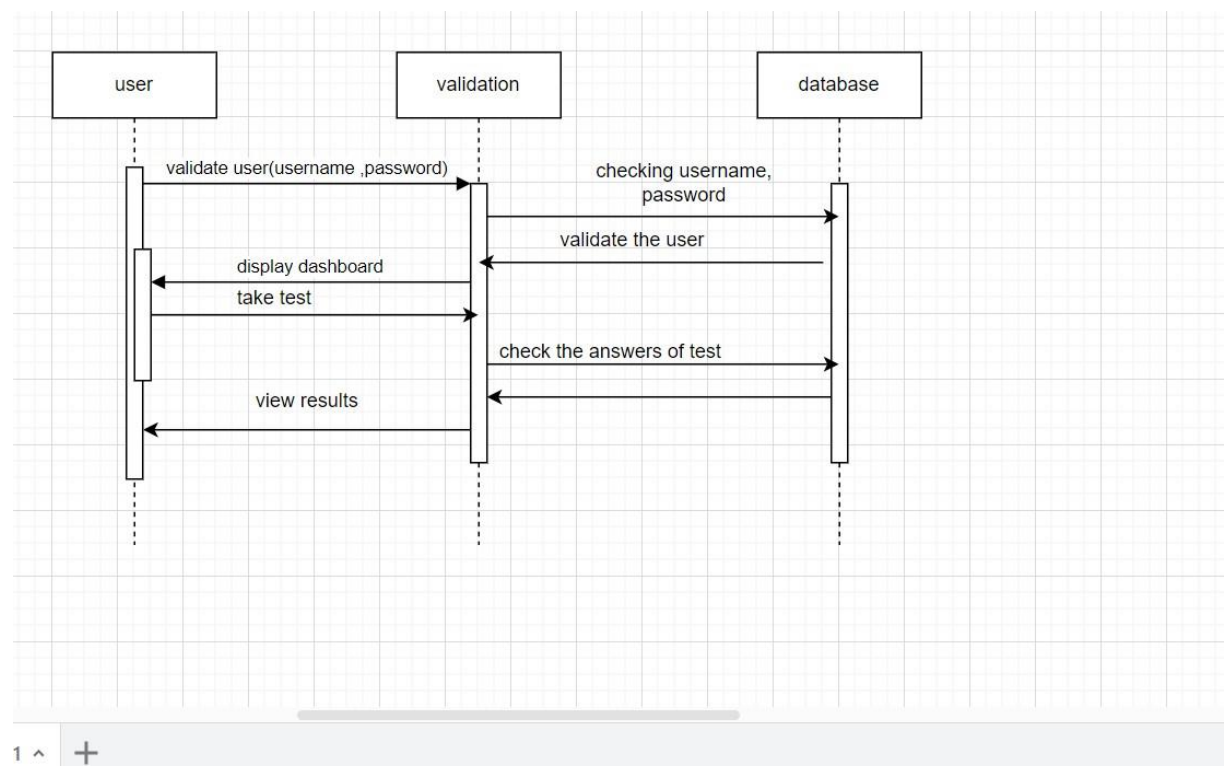 user
validation
database
validate user(username ,password)
checking username,
password
validate the user
display dashboard
take test
check the answers of test
view results
1